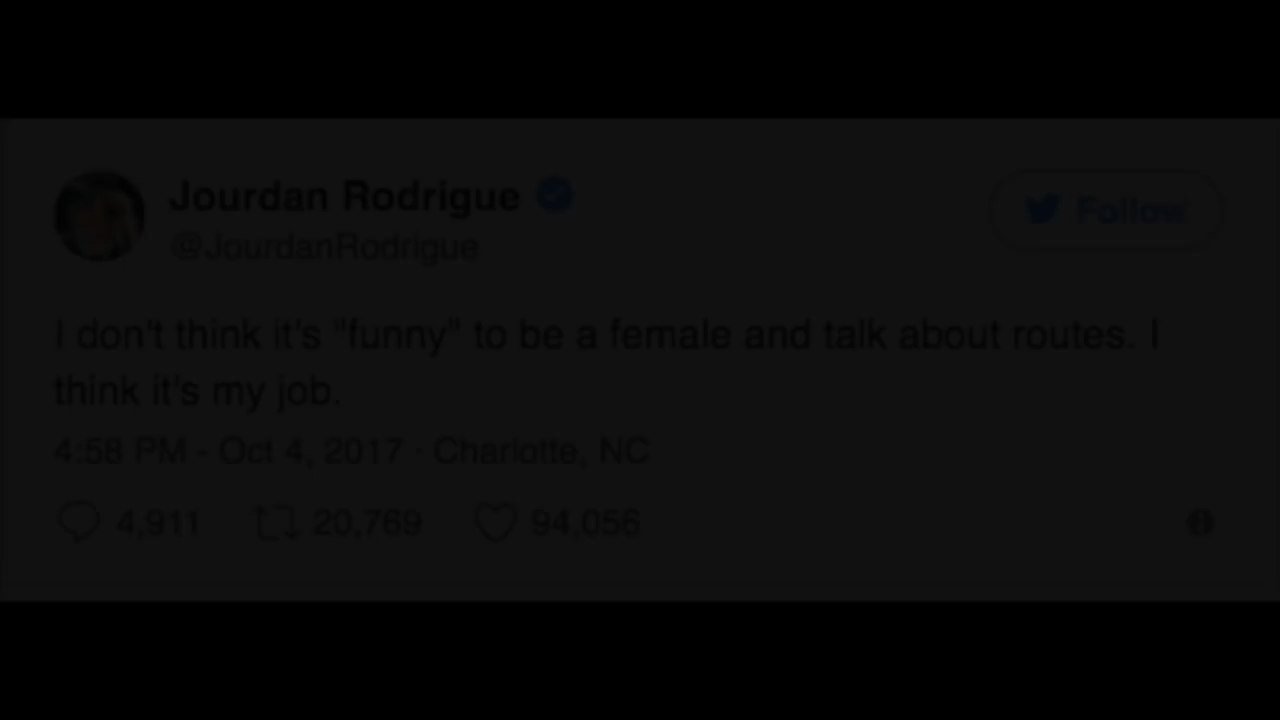 Jourdan Rodrigue
Follow
@JourdanRodrigue
I don't think it's "funny" to be a female and talk about routes. I
think it's my job.
4:58 PM - Oct 4, 2017 · Charlotte, NC
4,911 20,769 94,056